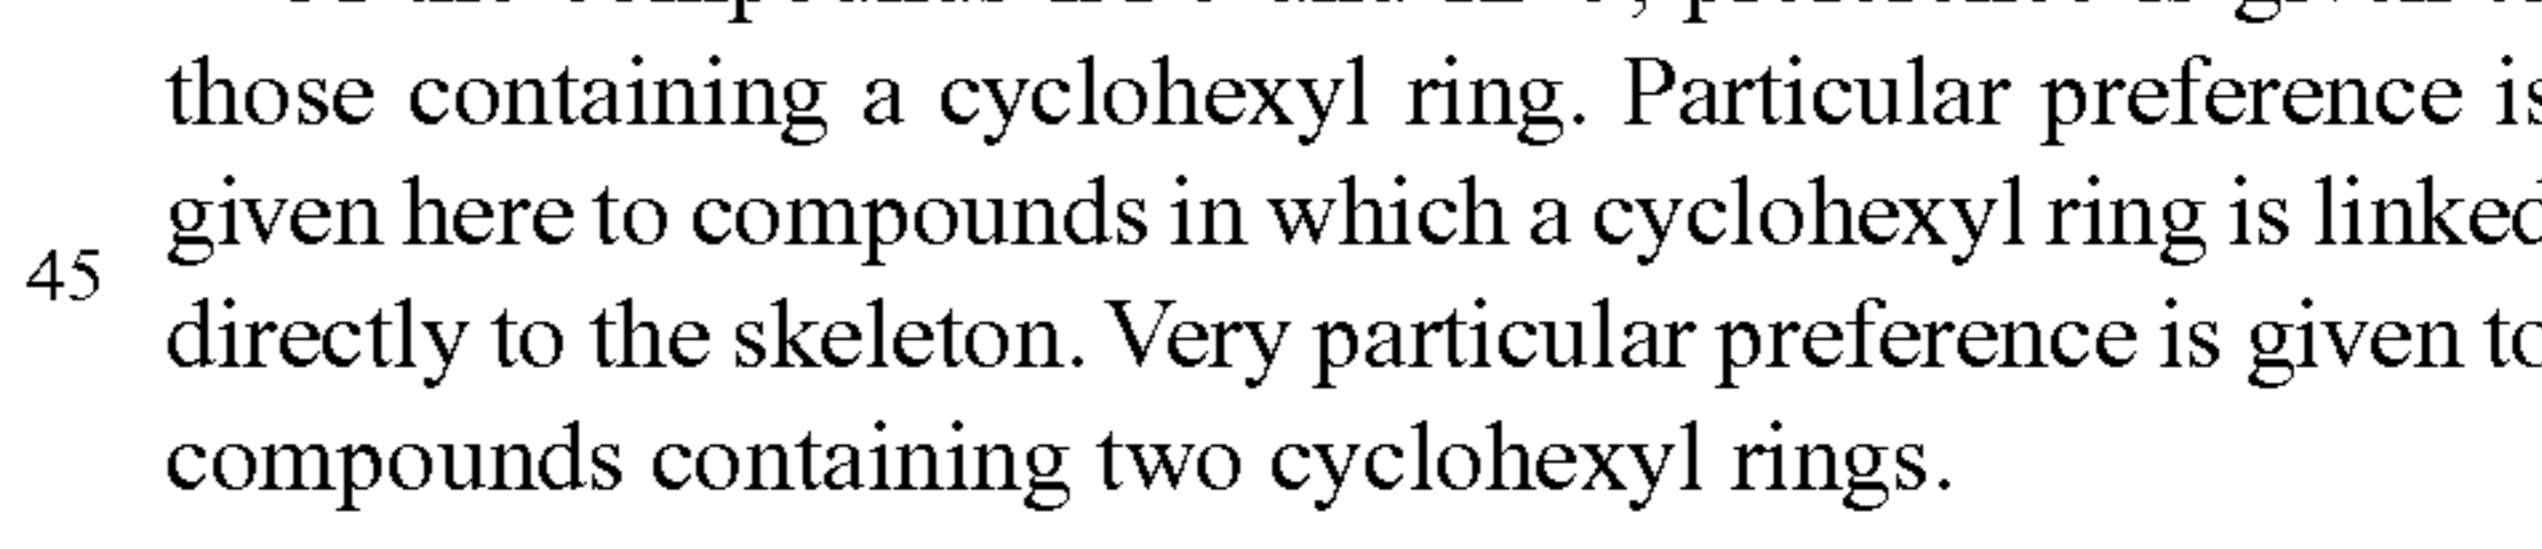 those containing a cyclohexyl ring. Particular preference is
given here to compounds in which a cyclohexyl ring is linked
45
directly to the skeleton. Very particular preference is given to
compounds containing two cyclohexyl rings.